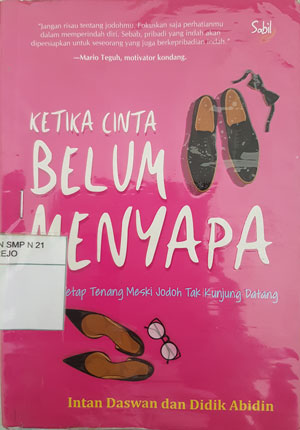 "Jangan risau tentang jodohmu. Fokuskan saja perhatianmu
dalam memperindah diri. Sebab, pribadi yang indah akan
dipersiapkan untuk seseorang yang juga berkepribadian indah."
—Mario Teguh, motivator kondang.
Sabil
KETIKA CINTA
BELUM
MENYAPA
N SMP N 21
REJO
etap Tenang Meski Jodoh Tak Kunjung Datang
Intan Daswan dan Didik Abidin